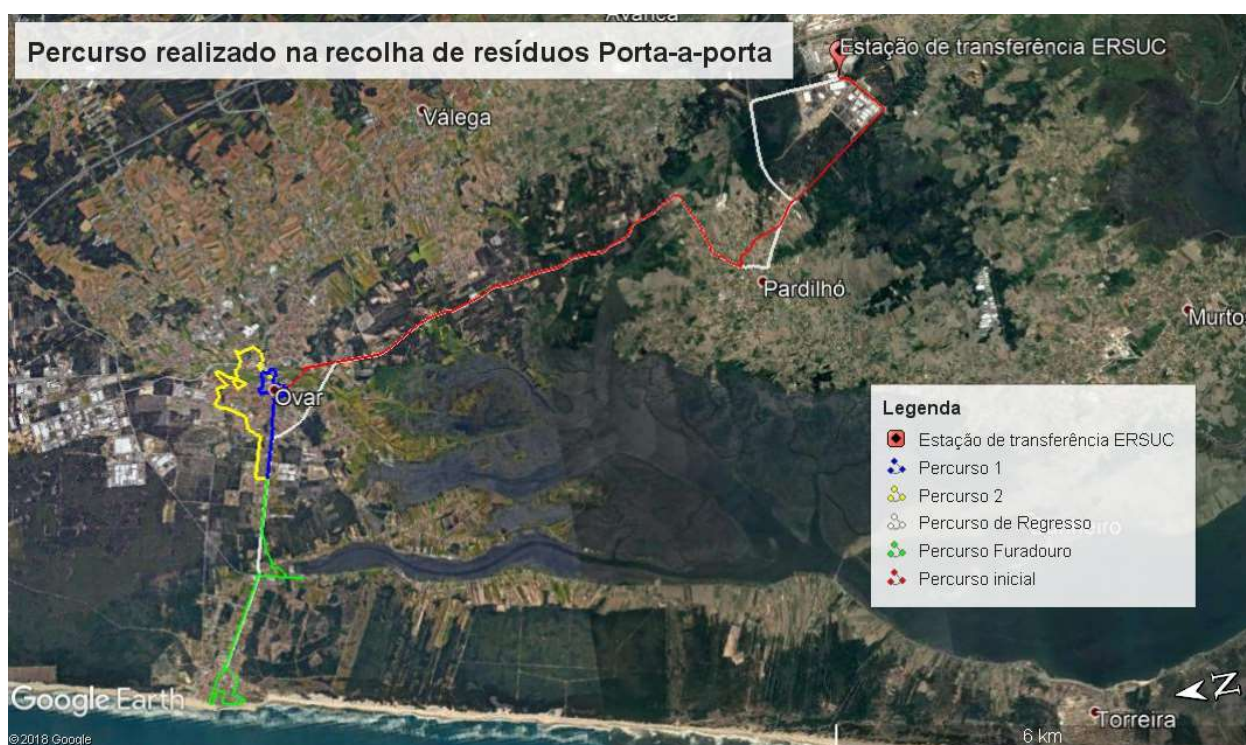 Avanca
Percurso realizado na recolha de resíduos Porta-a-porta
Estação de transferência ERSUC
Válega
Pardilhó
Murtos
Ovar
Legenda
Estação de transferência ERSUC
Percurso 1
Percurso 2
Percurso de Regresso
Percurso Furadouro
Percurso inicial
Google Earth
N
Torreira
6 km
©2018 Google